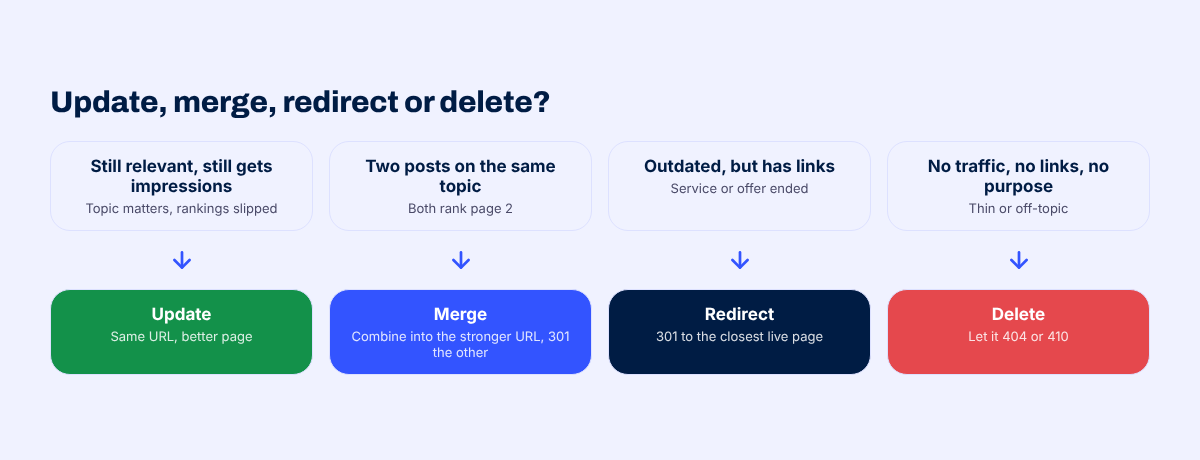 Update, merge, redirect or delete?
Still relevant, still gets
impressions
Topic matters, rankings slipped
Two posts on the same
topic
Both rank page 2
Outdated, but has links
Service or offer ended
No traffic, no links, no
purpose
Thin or off-topic
Update
Same URL, better page
Merge
Combine into the stronger URL, 301
the other
Redirect
301 to the closest live page
Delete
Let it 404 or 410